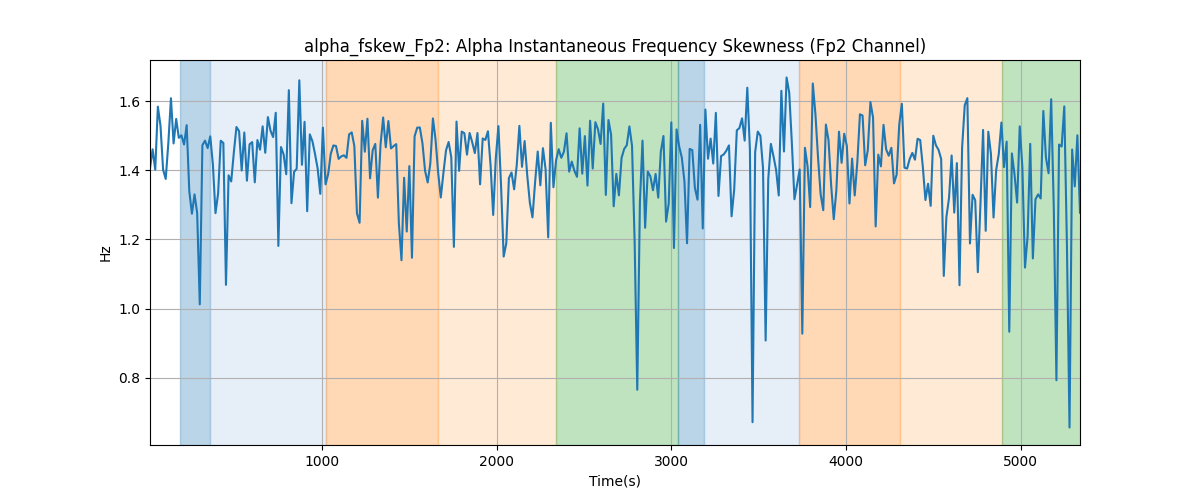 alpha_fskew_Fp2: Alpha Instantaneous Frequency Skewness (Fp2 Channel)
1.6
1.4
1.2
1.0
0.8
Hz
1000 2000 3000 4000 5000
Time(s)